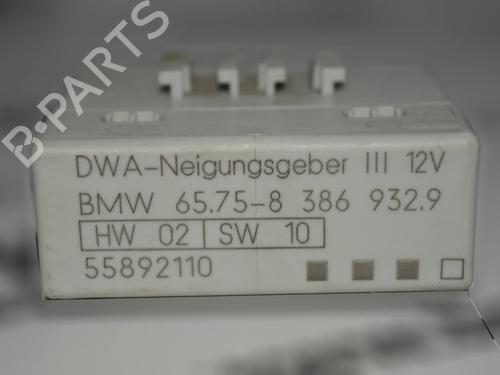 B-PARTS
DWA-Neigungsgeber III 12V
BMW 65.75-8 386 932.9
HW 02 SW 10
55892110